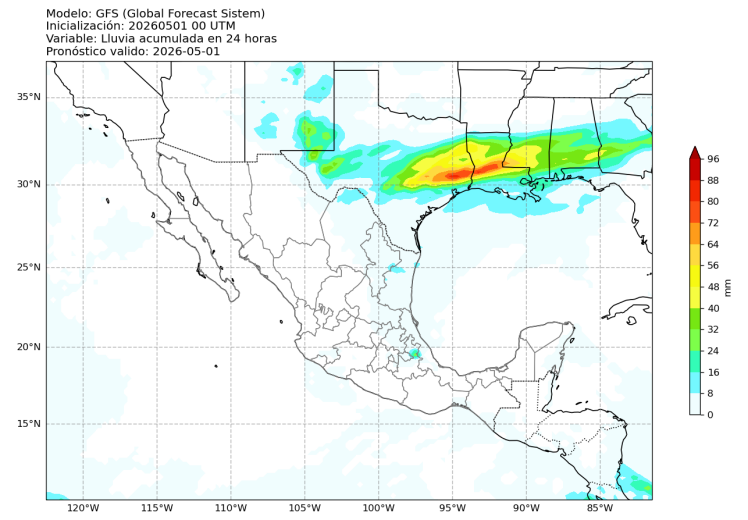 Modelo: GFS (Global Forecast Sistem)
Inicialización: 20260501 00 UTM
Variable: Lluvia acumulada en 24 horas
Pronóstico valido: 2026-05-01
35°N
30°N
25°N
20°N
15°N
120°W 115°W 110°W 105°W 100°W 95°W 90°W 85°W
96
88
80
72
64
56
48
40
32
24
16
8
0
mm